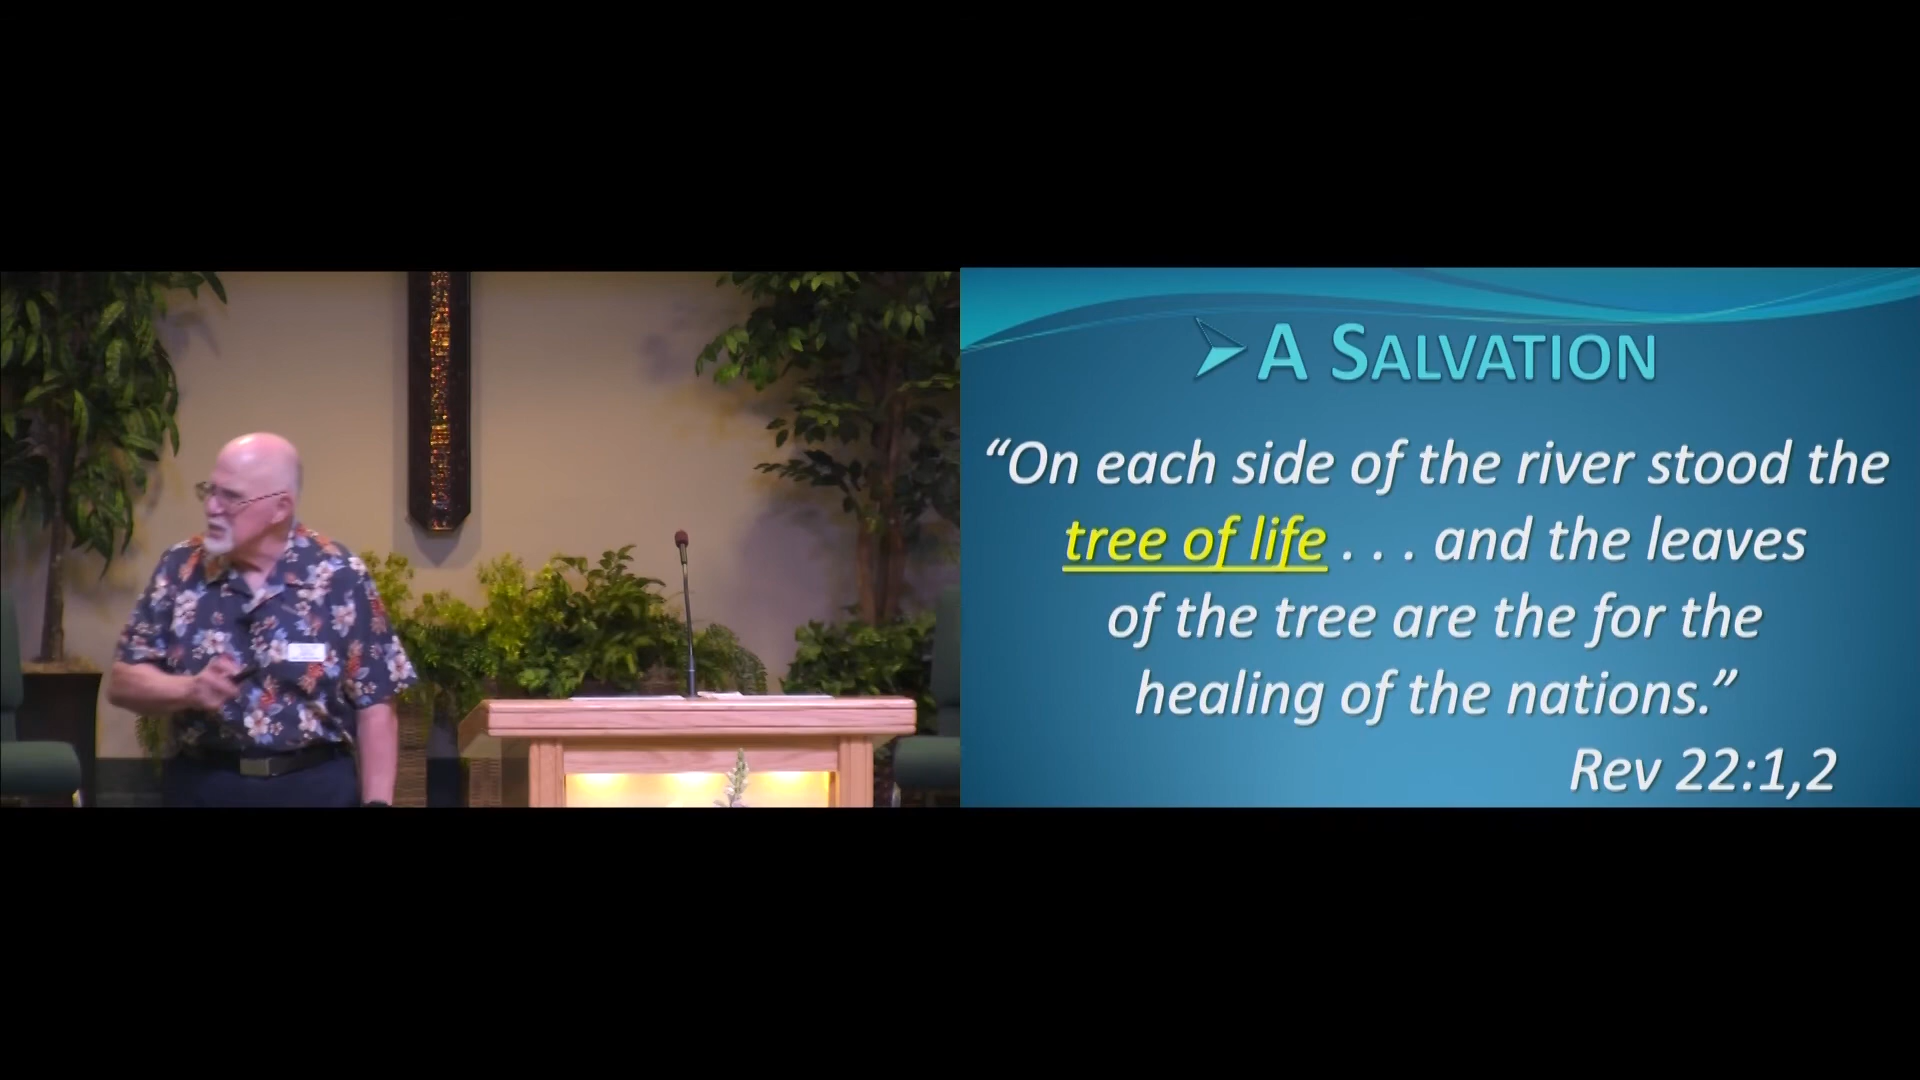 A SALVATION
“On each side of the river stood the
tree of life . . . and the leaves
of the tree are the for the
healing of the nations.”
Rev 22:1,2